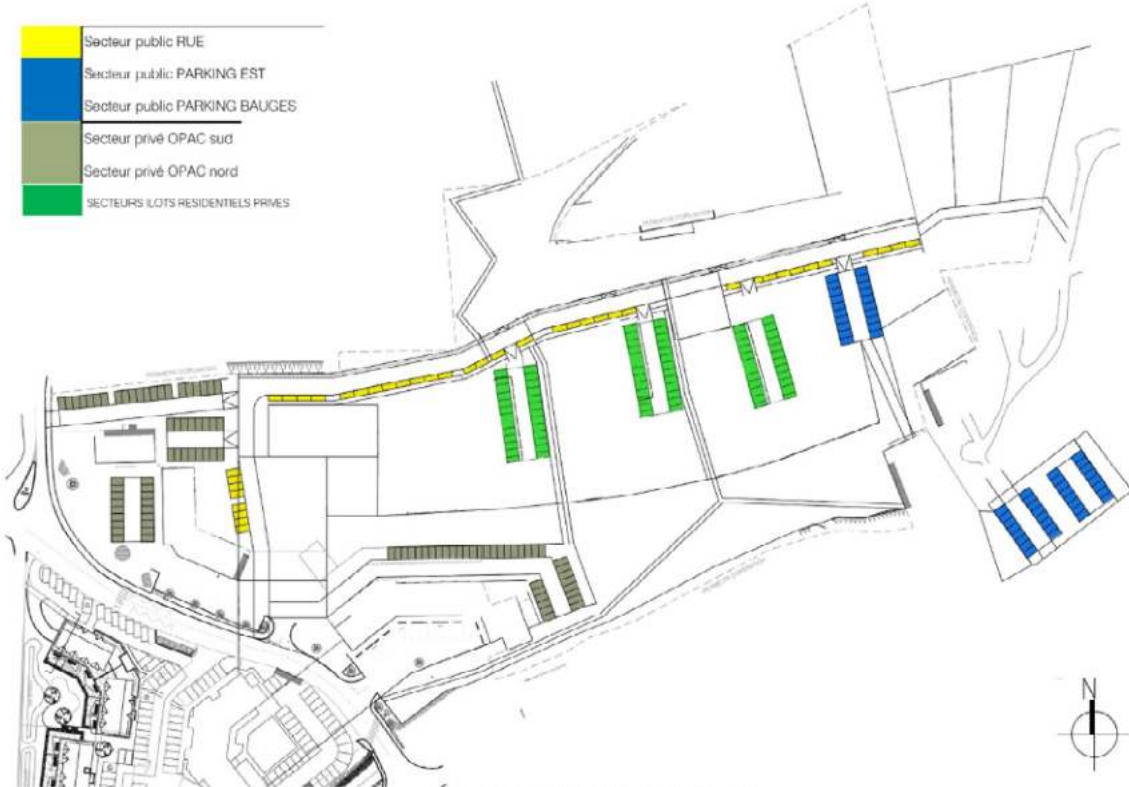 Secteur public RUE
Secteur public PARKING EST
Secteur public PARKING BAUGES
Secteur privé OPAC sud
Secteur privé OPAC nord
SECTEURS ILOTS RESIDENTIELS PRIVES
N